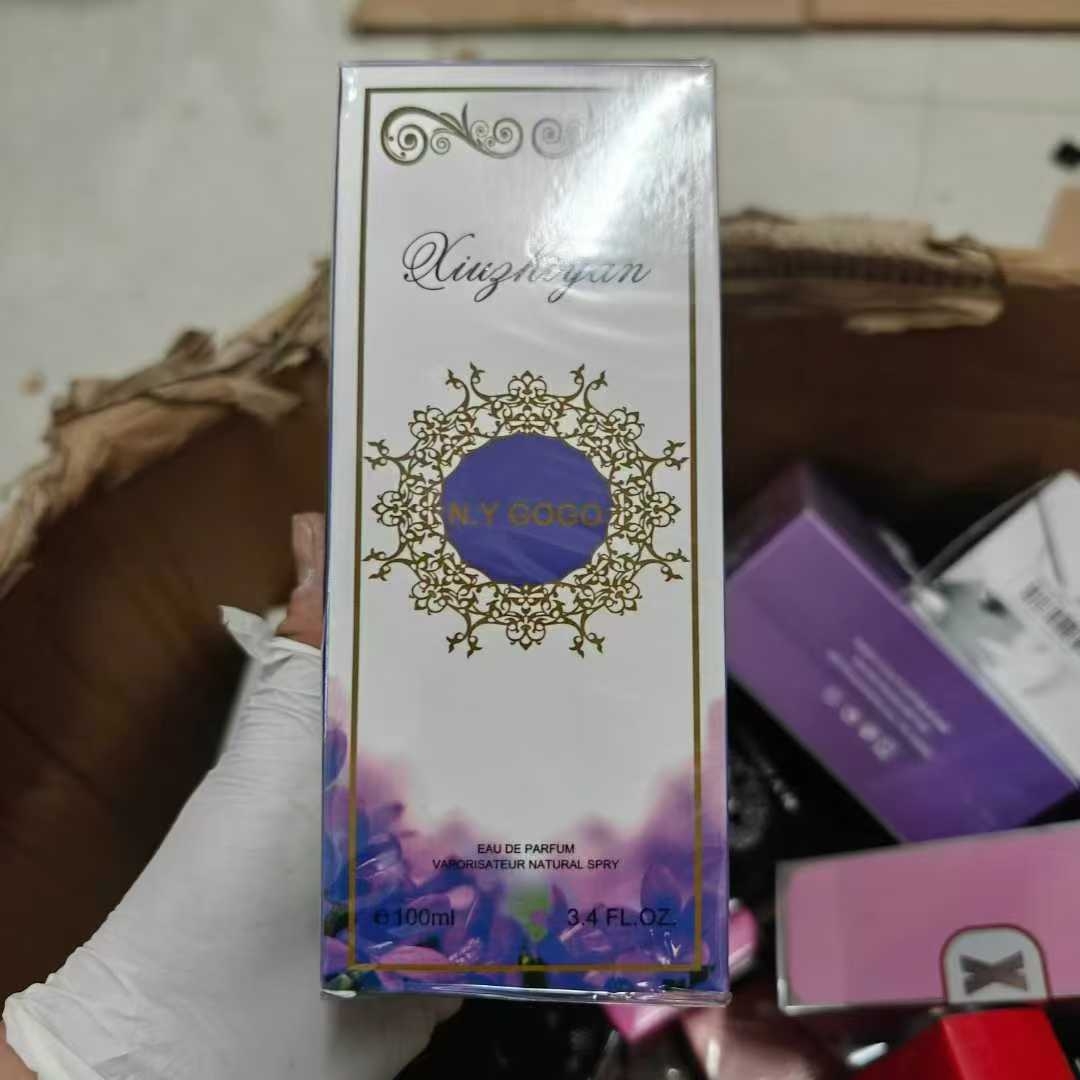 Xiuzhiyan
N.Y GOGO
EAU DE PARFUM
VAPORISATEUR NATURAL SPRY
e100ml 3.4 FL.OZ.